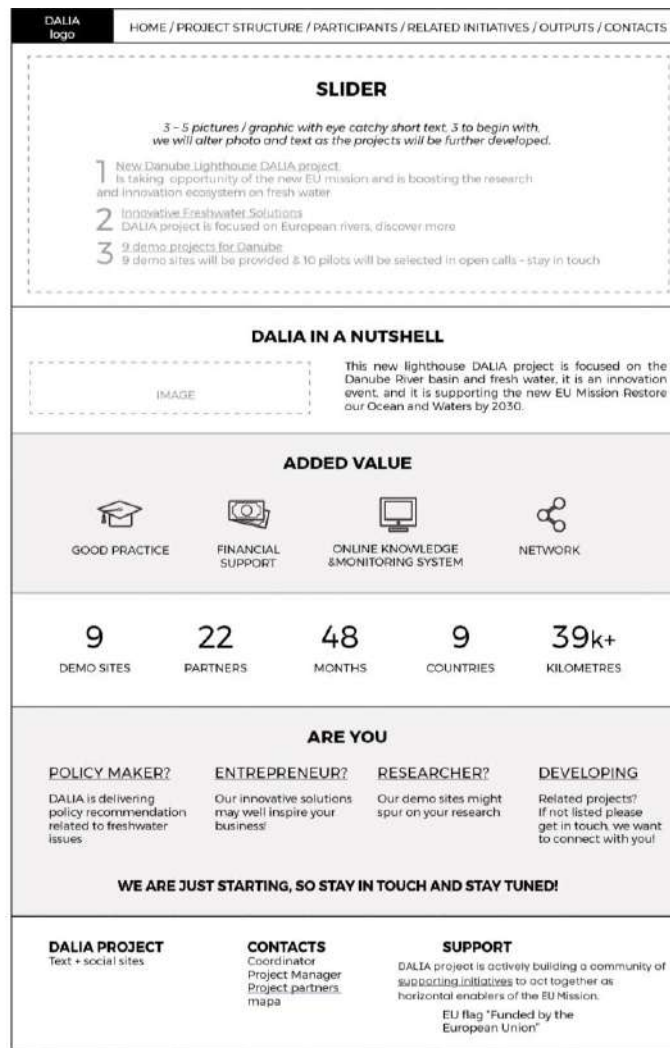 DALIA
logo
HOME / PROJECT STRUCTURE / PARTICIPANTS / RELATED INITIATIVES / OUTPUTS / CONTACTS
SLIDER
3 – 5 pictures / graphic with eye catchy short text, 3 to begin with,
we will alter photo and text as the projects will be further developed.
1 New Danube Lighthouse DALIA project
Is taking opportunity of the new EU mission and is boosting the research
and innovation ecosystem on fresh water
2 Innovative Freshwater Solutions
DALIA project is focused on European rivers, discover more
3 9 demo projects for Danube
9 demo sites will be provided & 10 pilots will be selected in open calls – stay in touch
DALIA IN A NUTSHELL
IMAGE
This new lighthouse DALIA project is focused on the
Danube River basin and fresh water, it is an innovation
event, and it is supporting the new EU Mission Restore
our Ocean and Waters by 2030.
ADDED VALUE
GOOD PRACTICE
FINANCIAL
SUPPORT
ONLINE KNOWLEDGE
&MONITORING SYSTEM
NETWORK
9
DEMO SITES
22
PARTNERS
48
MONTHS
9
COUNTRIES
39k+
KILOMETRES
ARE YOU
POLICY MAKER?
DALIA is delivering
policy recommendation
related to freshwater
issues
ENTREPRENEUR?
Our innovative solutions
may well inspire your
business!
RESEARCHER?
Our demo sites might
spur on your research
DEVELOPING
Related projects?
If not listed please
get in touch, we want
to connect with you!
WE ARE JUST STARTING, SO STAY IN TOUCH AND STAY TUNED!
DALIA PROJECT
Text + social sites
CONTACTS
Coordinator
Project Manager
Project partners
mapa
SUPPORT
DALIA project is actively building a community of
supporting initiatives to act together as
horizontal enablers of the EU Mission.
EU flag "Funded by the
European Union"